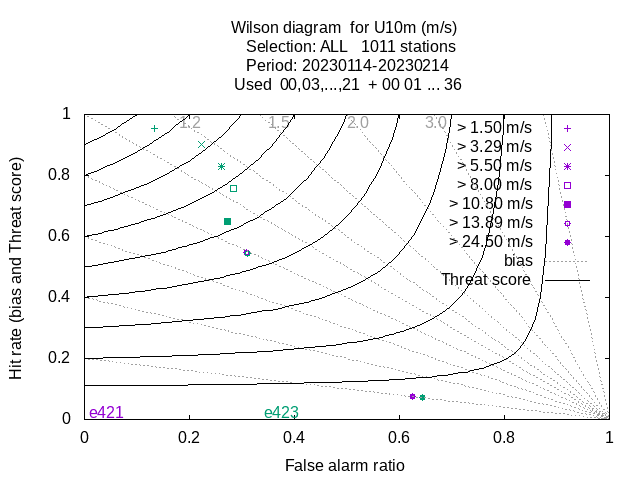 Wilson diagram  for U10m (m/s)
Selection: ALL   1011 stations
Period: 20230114-20230214
Used  00,03,...,21  + 00 01 ... 36
1.2 1.5 2.0 3.0
> 1.50 m/s
> 3.29 m/s
> 5.50 m/s
> 8.00 m/s
> 10.80 m/s
> 13.89 m/s
> 24.50 m/s
bias
Threat score
1
0.8
0.6
0.4
0.2
0
Hit rate (bias and Threat score)
e421 e423
0 0.2 0.4 0.6 0.8 1
False alarm ratio